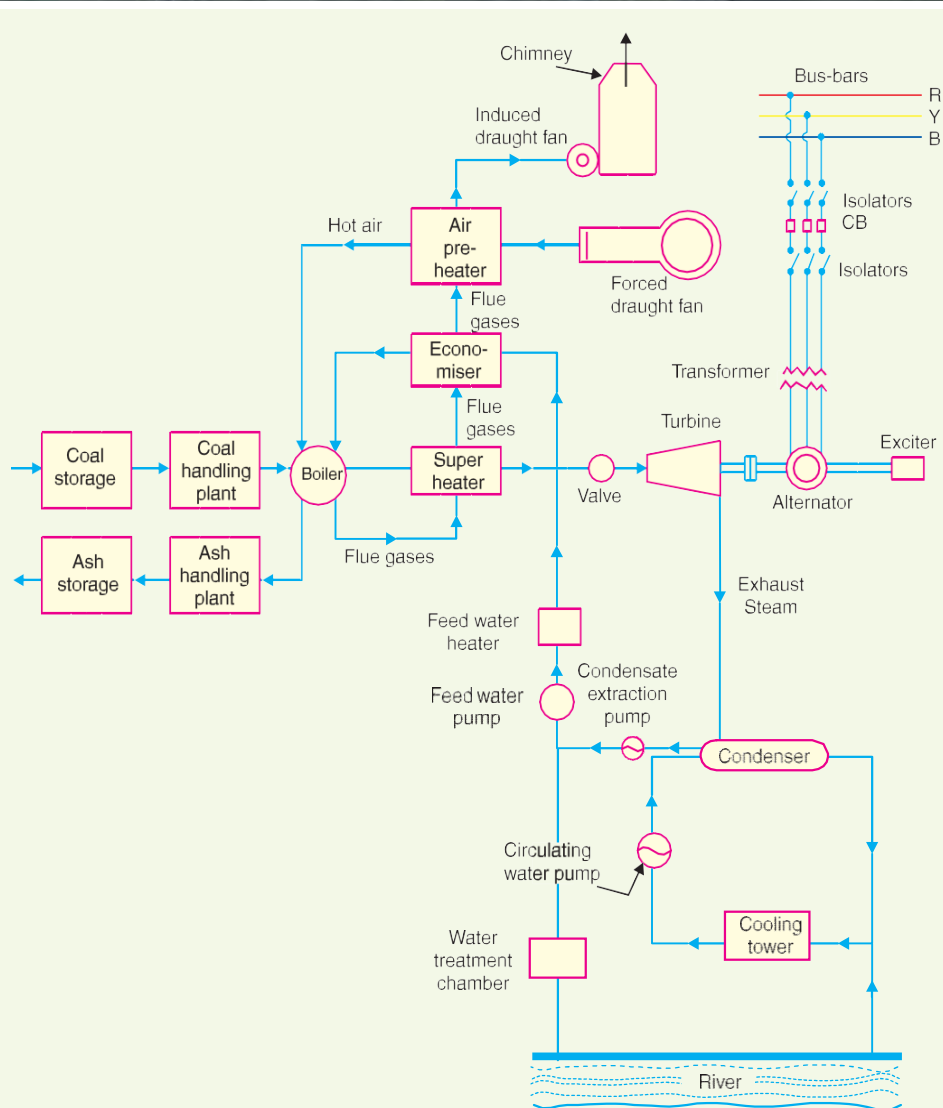 Chimney
Bus-bars
R
Y
B
Induced
draught fan
Isolators
CB
Isolators
Hot air
Air
pre-
heater
Forced
draught fan
Flue
gases
Econo-
miser
Transformer
Flue
gases
Turbine
Exciter
Coal
storage
Coal
handling
plant
Boiler
Super
heater
Valve
Alternator
Flue gases
Ash
storage
Ash
handling
plant
Exhaust
Steam
Feed water
heater
Condensate
extraction
pump
Feed water
pump
Condenser
Circulating
water pump
Cooling
tower
Water
treatment
chamber
River